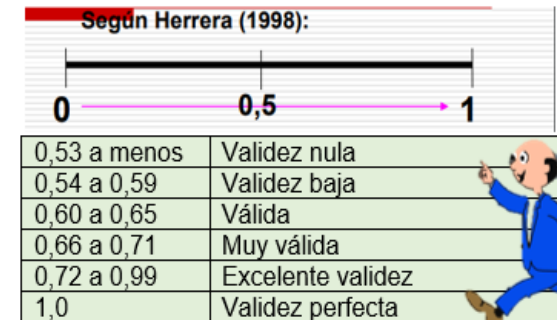 Según Herrera (1998):
0 0,5 1
0,53 a menos Validez nula
0,54 a 0,59 Validez baja
0,60 a 0,65 Válida
0,66 a 0,71 Muy válida
0,72 a 0,99 Excelente validez
1,0 Validez perfecta